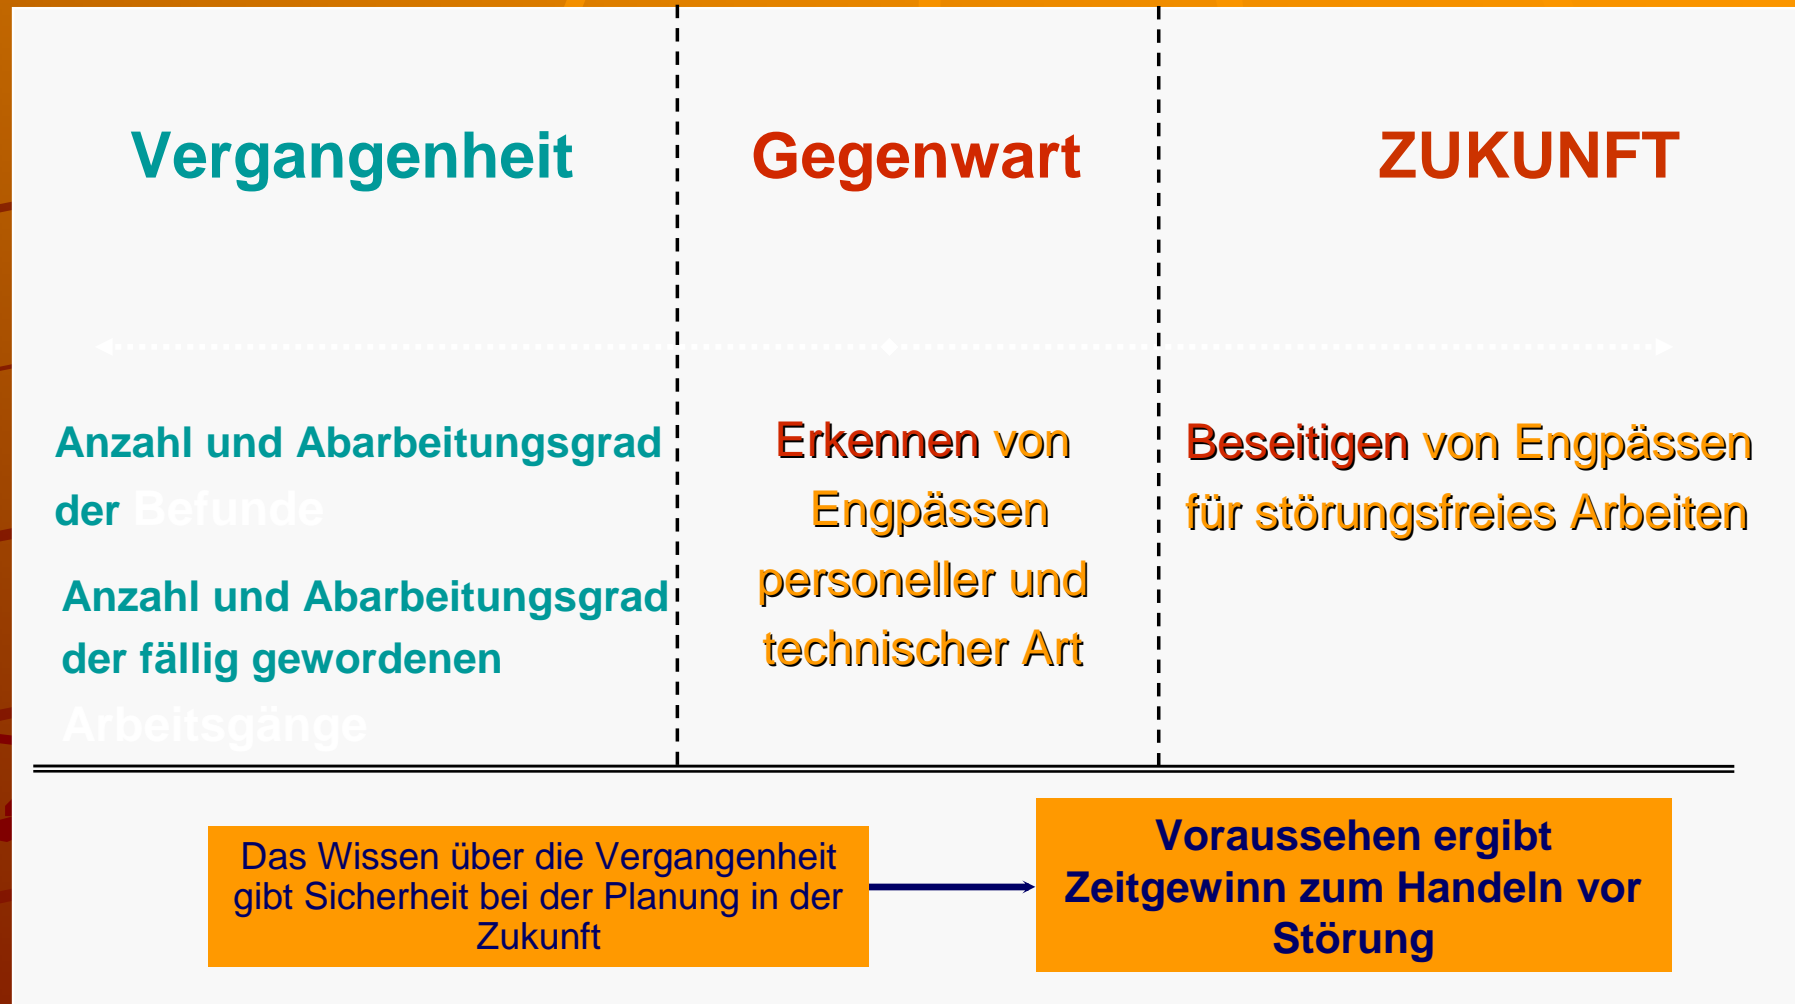 Vergangenheit
Gegenwart
ZUKUNFT
Anzahl und Abarbeitungsgrad
der Befunde
Anzahl und Abarbeitungsgrad
der fällig gewordenen
Arbeitsgänge
Erkennen von
Engpässen
personeller und
technischer Art
Beseitigen von Engpässen
für störungsfreies Arbeiten
Das Wissen über die Vergangenheit
gibt Sicherheit bei der Planung in der
Zukunft
Voraussehen ergibt
Zeitgewinn zum Handeln vor
Störung